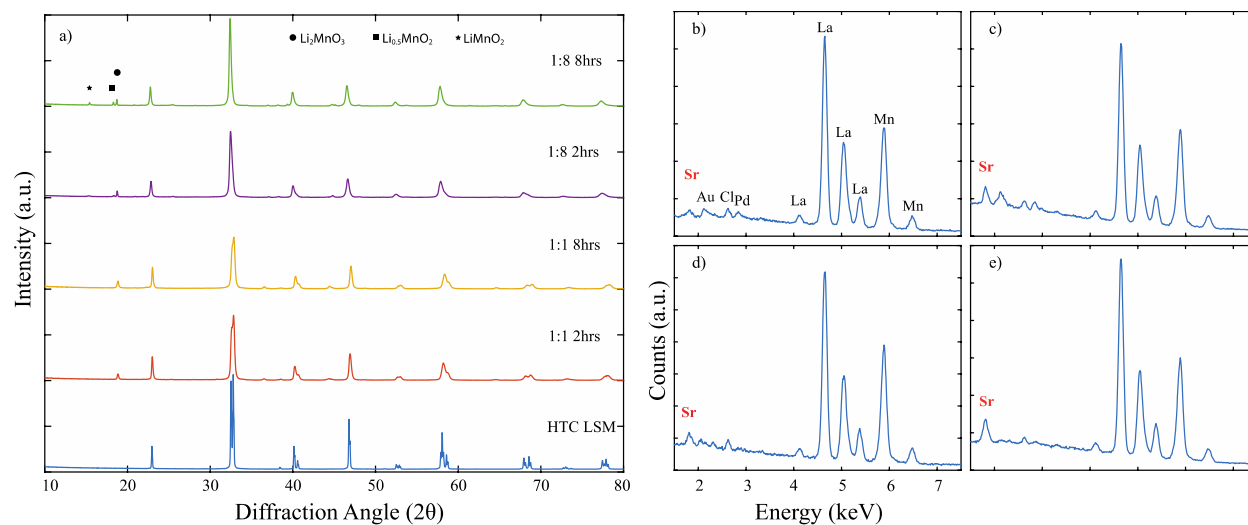 a)
Li₂MnO₃
Li₀.₅MnO₂
LiMnO₂
1:8 8hrs
1:8 2hrs
1:1 8hrs
1:1 2hrs
HTC LSM
Intensity (a.u.)
10 20 30 40 50 60 70 80
Diffraction Angle (2θ)
b)
La
La
Mn
Sr
Au Cl Pd
La
La
Mn
c)
Sr
d)
Sr
e)
Sr
Counts (a.u.)
2 3 4 5 6 7
Energy (keV)